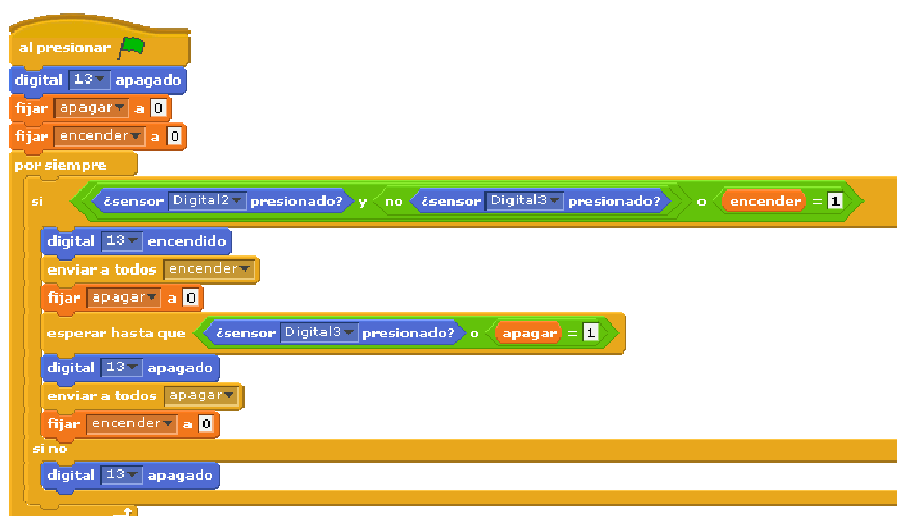 al presionar
digital 13 apagado
fijar apagar a 0
fijar encender a 0
por siempre
si ¿sensor Digital2 presionado? y no ¿sensor Digital3 presionado? o encender = 1
digital 13 encendido
enviar a todos encender
fijar apagar a 0
esperar hasta que ¿sensor Digital3 presionado? o apagar = 1
digital 13 apagado
enviar a todos apagar
fijar encender a 0
si no
digital 13 apagado